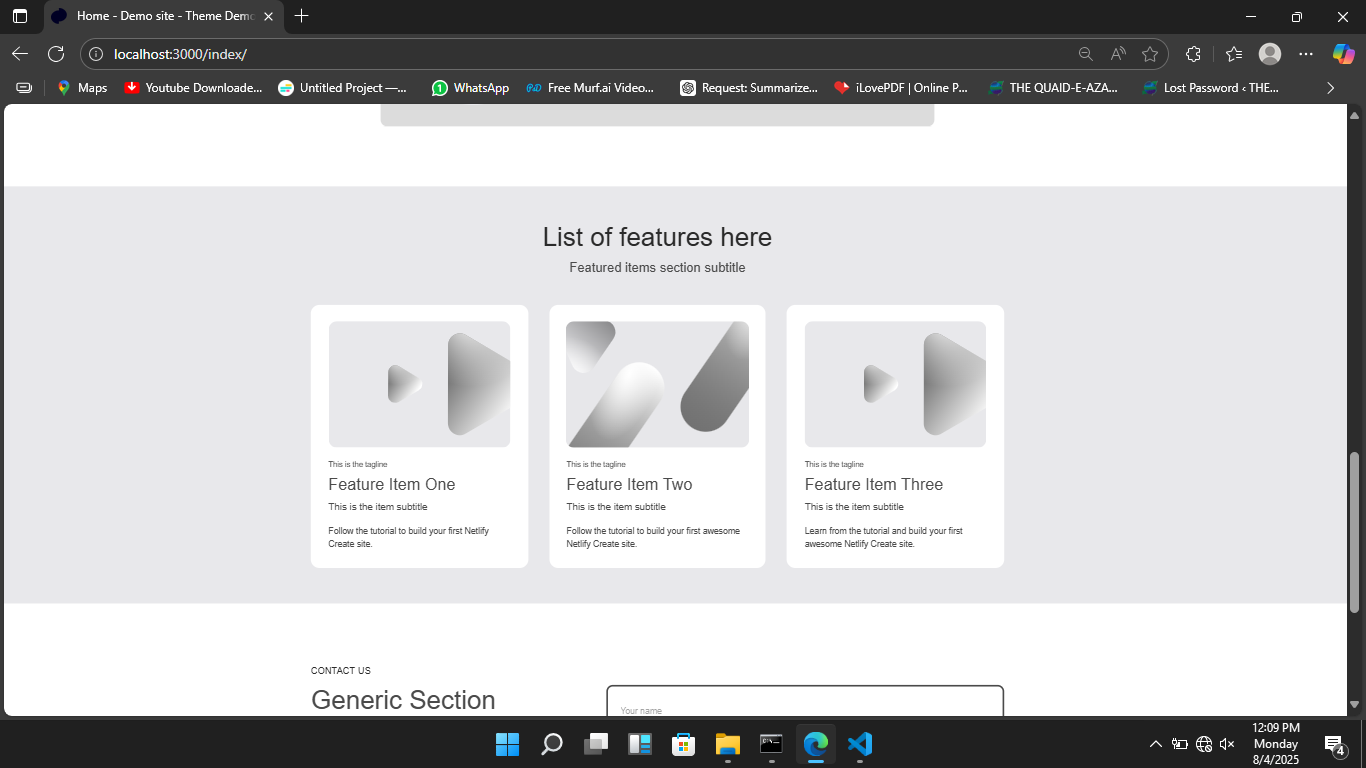 Home - Demo site - Theme Demo
localhost:3000/index/
Maps
Youtube Downloade...
Untitled Project —...
WhatsApp
Free Murf.ai Video...
Request: Summarize...
iLovePDF | Online P...
THE QUAID-E-AZA...
Lost Password ‹ THE...
List of features here
Featured items section subtitle
This is the tagline
Feature Item One
This is the item subtitle
Follow the tutorial to build your first Netlify
Create site.
This is the tagline
Feature Item Two
This is the item subtitle
Follow the tutorial to build your first awesome
Netlify Create site.
This is the tagline
Feature Item Three
This is the item subtitle
Learn from the tutorial and build your first
awesome Netlify Create site.
CONTACT US
Generic Section
Your name
12:09 PM
Monday
8/4/2025
4